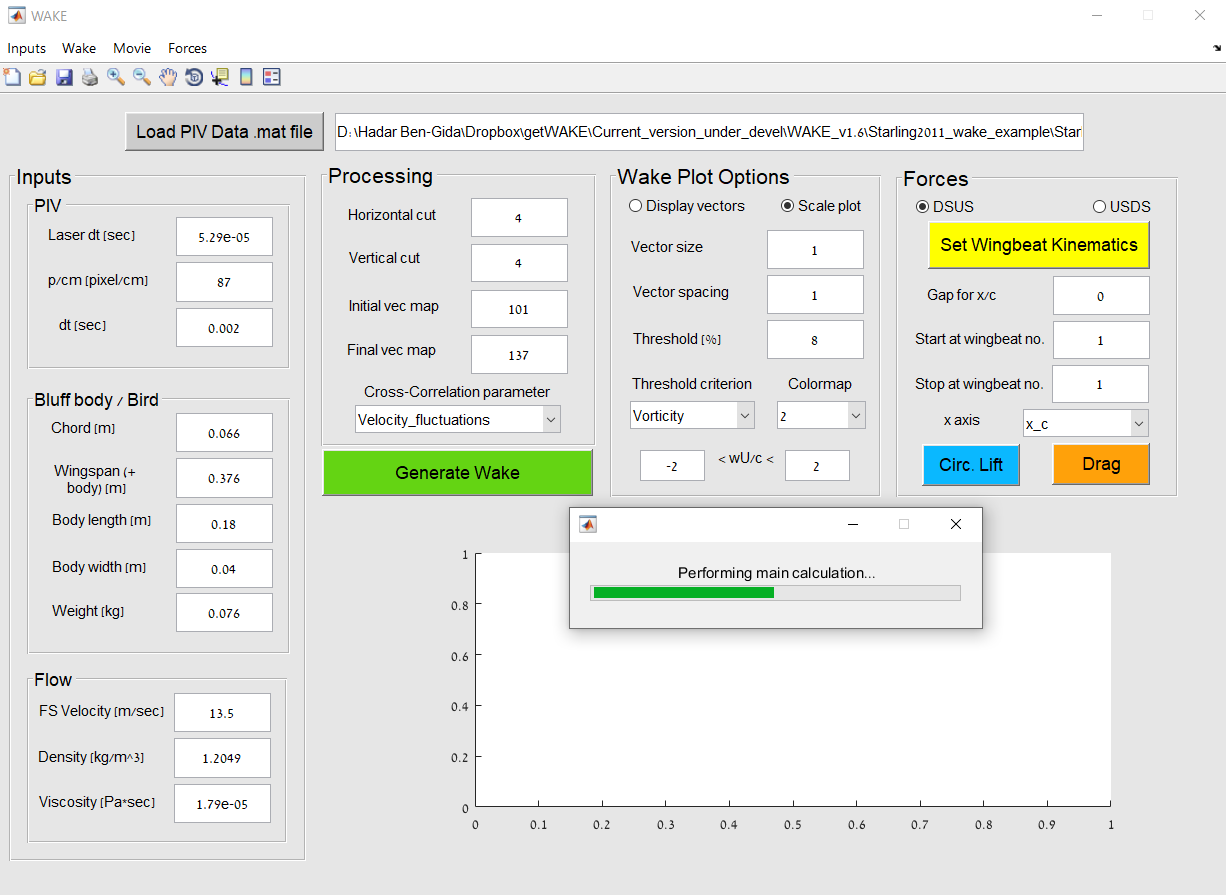 WAKE
Inputs Wake Movie Forces
Load PIV Data .mat file
D:\Hadar Ben-Gida\Dropbox\getWAKE\Current_version_under_devel\WAKE_v1.6\Starling2011_wake_example\Star
Inputs
PIV
Laser dt [sec] 5.29e-05
p/cm [pixel/cm] 87
dt [sec] 0.002
Bluff body / Bird
Chord [m] 0.066
Wingspan (+
body) [m] 0.376
Body length [m] 0.18
Body width [m] 0.04
Weight [kg] 0.076
Flow
FS Velocity [m/sec] 13.5
Density [kg/m^3] 1.2049
Viscosity [Pa*sec] 1.79e-05
Processing
Horizontal cut 4
Vertical cut 4
Initial vec map 101
Final vec map 137
Cross-Correlation parameter
Velocity_fluctuations
Generate Wake
Wake Plot Options
Display vectors Scale plot
Vector size 1
Vector spacing 1
Threshold [%] 8
Threshold criterion Colormap
Vorticity 2
-2 < wU/c < 2
Forces
DSUS USDS
Set Wingbeat Kinematics
Gap for x/c 0
Start at wingbeat no. 1
Stop at wingbeat no. 1
x axis x_c
Circ. Lift Drag
Performing main calculation...
1
0.8
0.6
0.4
0.2
0
0 0.1 0.2 0.3 0.4 0.5 0.6 0.7 0.8 0.9 1